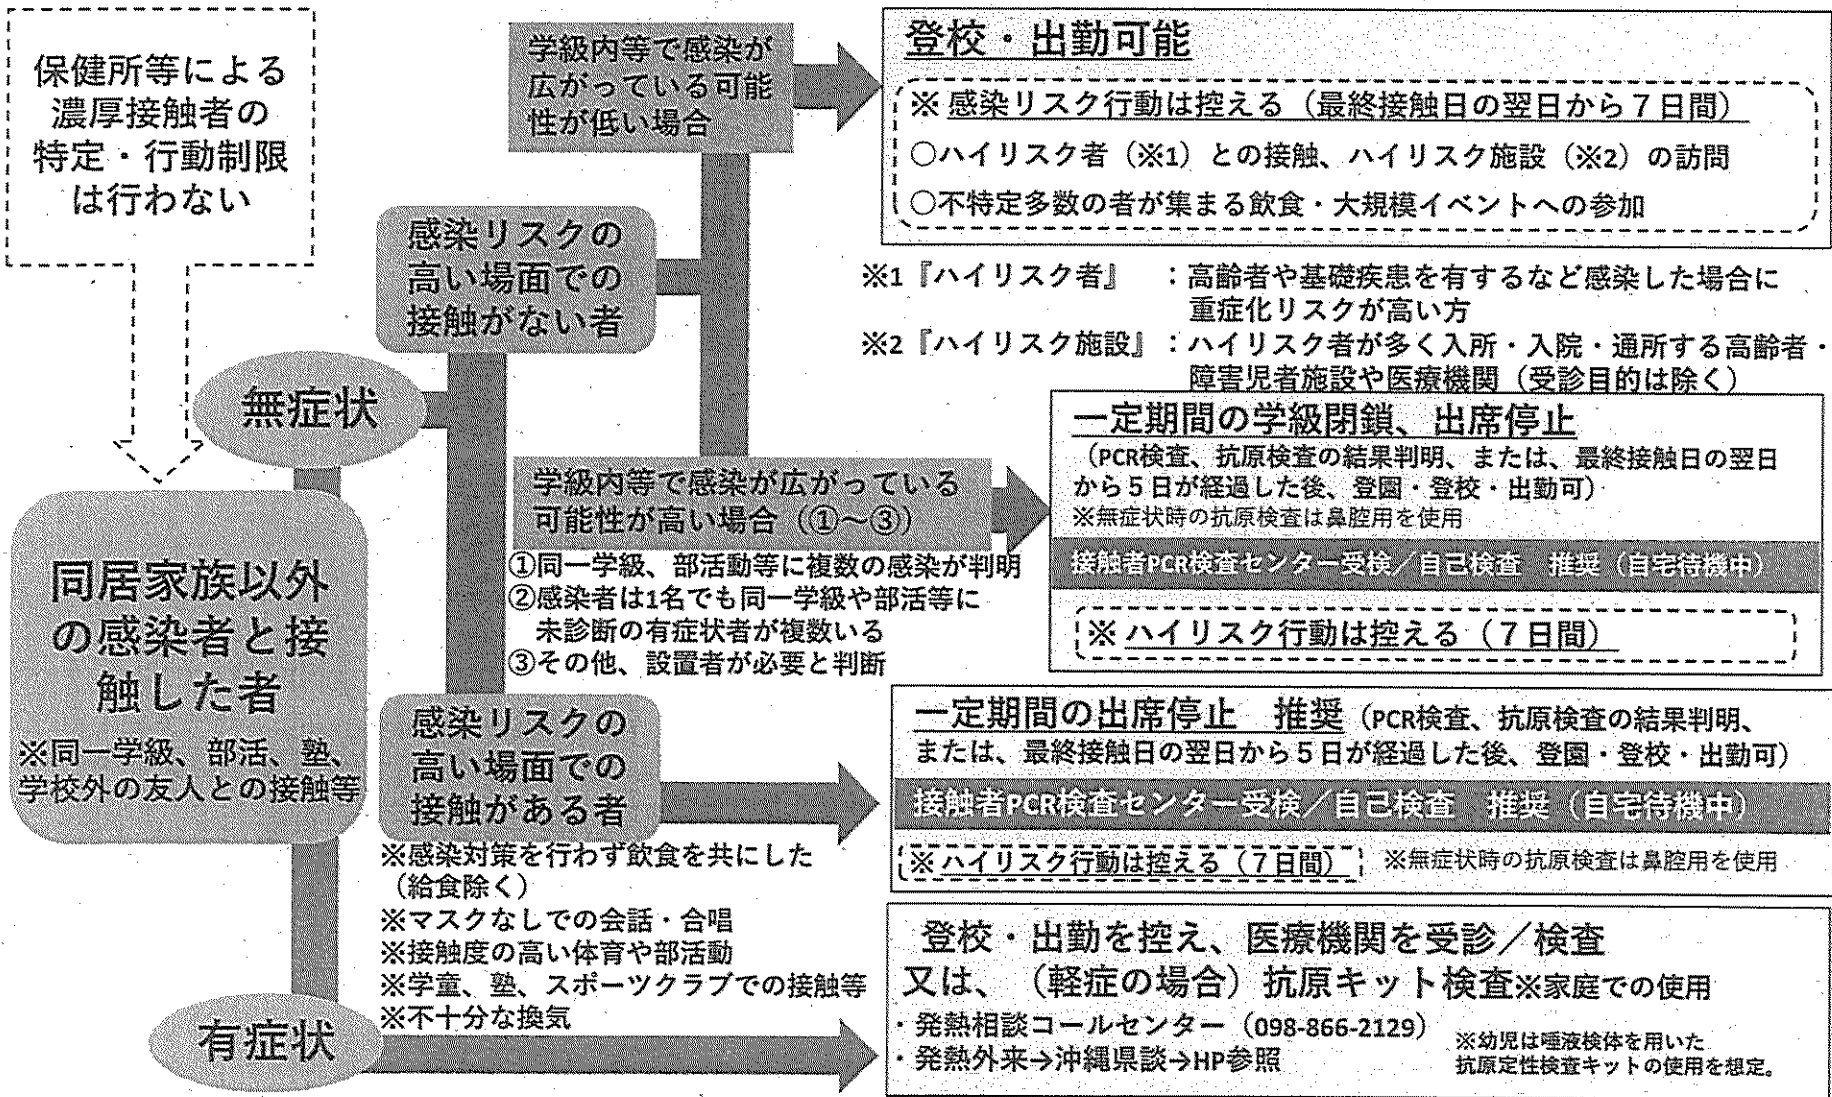 保健所等による
濃厚接触者の
特定・行動制限
は行わない
同居家族以外
の感染者と接
触した者
※同一学級、部活、塾、
学校外の友人との接触等
無症状
有症状
感染リスクの
高い場面での
接触がない者
学級内等で感染が
広がっている可能
性が低い場合
登校・出勤可能
※ 感染リスク行動は控える（最終接触日の翌日から７日間）
○ハイリスク者（※1）との接触、ハイリスク施設（※2）の訪問
○不特定多数の者が集まる飲食・大規模イベントへの参加
※1『ハイリスク者』　：高齢者や基礎疾患を有するなど感染した場合に
重症化リスクが高い方
※2『ハイリスク施設』：ハイリスク者が多く入所・入院・通所する高齢者・
障害児者施設や医療機関（受診目的は除く）
学級内等で感染が広がっている
可能性が高い場合（①～③）
①同一学級、部活動等に複数の感染が判明
②感染者は1名でも同一学級や部活等に
未診断の有症状者が複数いる
③その他、設置者が必要と判断
一定期間の学級閉鎖、出席停止
（PCR検査、抗原検査の結果判明、または、最終接触日の翌日
から５日が経過した後、登園・登校・出勤可）
※無症状時の抗原検査は鼻腔用を使用
接触者PCR検査センター受検／自己検査　推奨（自宅待機中）
※ ハイリスク行動は控える（７日間）
感染リスクの
高い場面での
接触がある者
※感染対策を行わず飲食を共にした
（給食除く）
※マスクなしでの会話・合唱
※接触度の高い体育や部活動
※学童、塾、スポーツクラブでの接触等
※不十分な換気
一定期間の出席停止　推奨（PCR検査、抗原検査の結果判明、
または、最終接触日の翌日から５日が経過した後、登園・登校・出勤可）
接触者PCR検査センター受検／自己検査　推奨（自宅待機中）
※ ハイリスク行動は控える（７日間）　※無症状時の抗原検査は鼻腔用を使用
登校・出勤を控え、医療機関を受診／検査
又は、（軽症の場合）抗原キット検査※家庭での使用
・発熱相談コールセンター（098-866-2129）
・発熱外来→沖縄県談→HP参照
※幼児は唾液検体を用いた
抗原定性検査キットの使用を想定。